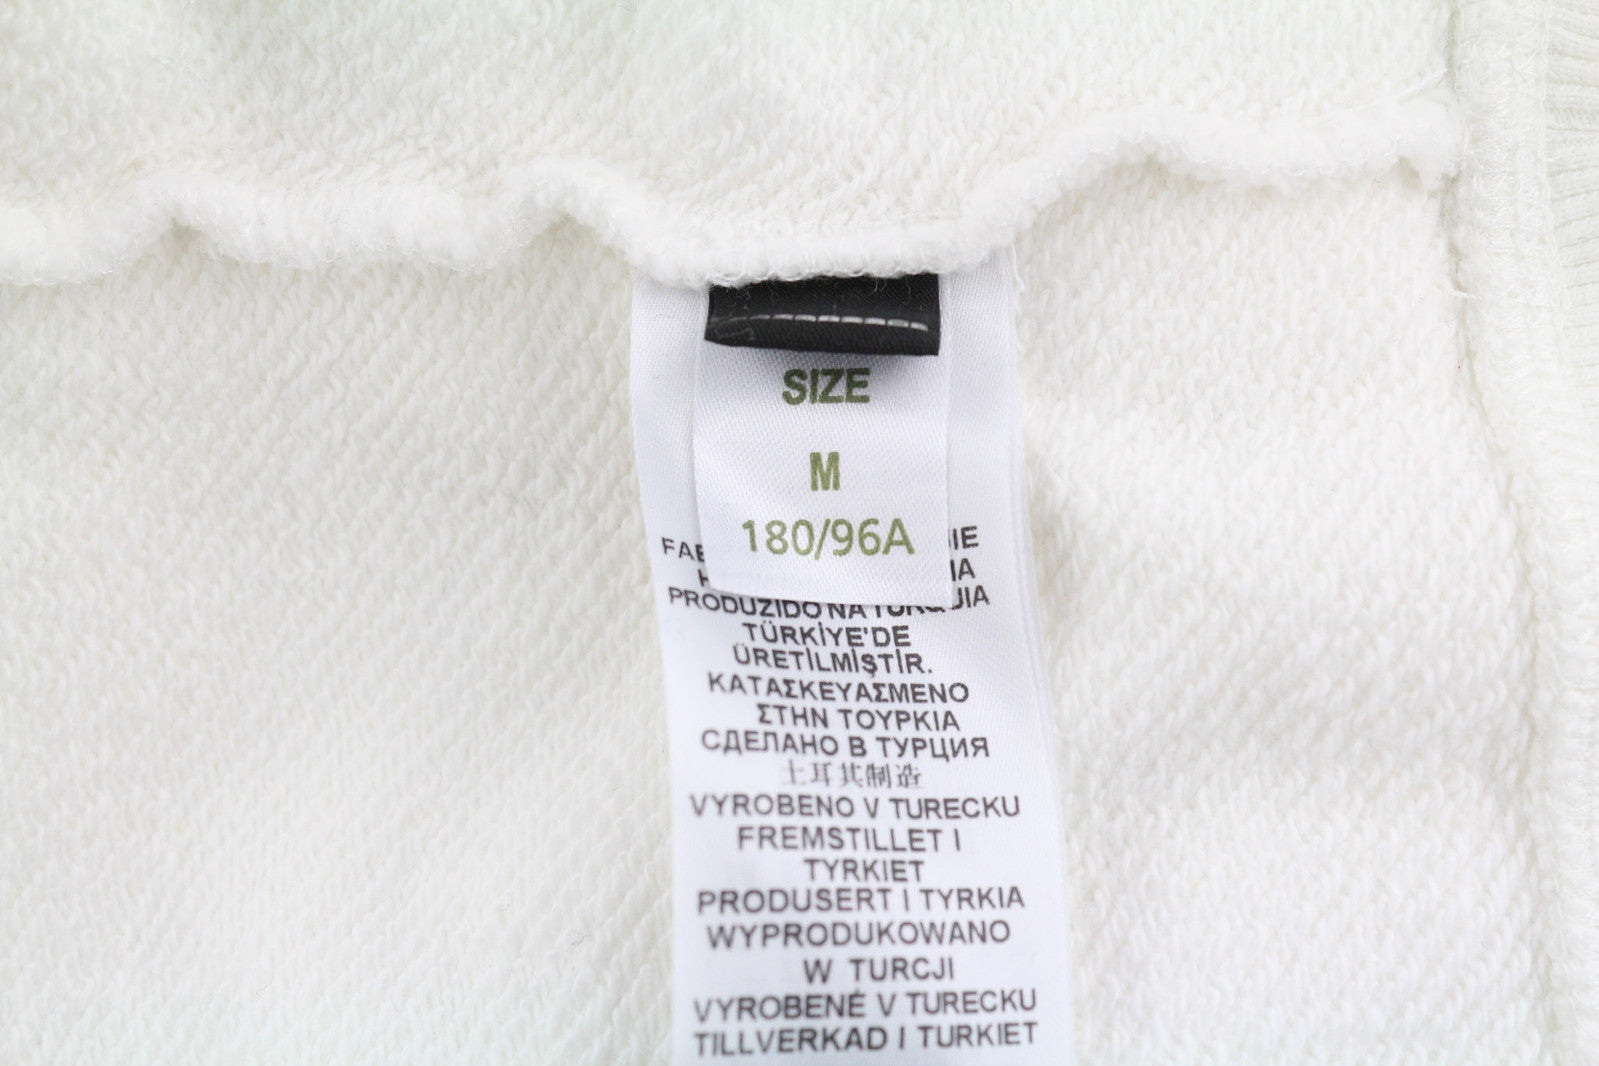 SIZE
M
180/96A
PRODUZIDO NA TURQUIA
TÜRKİYE'DE
ÜRETİLMİŞTİR.
ΚΑΤΑΣΚΕΥΑΣΜΕΝΟ
ΣΤΗΝ ΤΟΥΡΚΙΑ
СДЕЛАНО В ТУРЦИЯ
土耳其制造
VYROBENO V TURECKU
FREMSTILLET I
TYRKIET
PRODUSERT I TYRKIA
WYPRODUKOWANO
W TURCJI
VYROBENÉ V TURECKU
TILLVERKAD I TURKIET